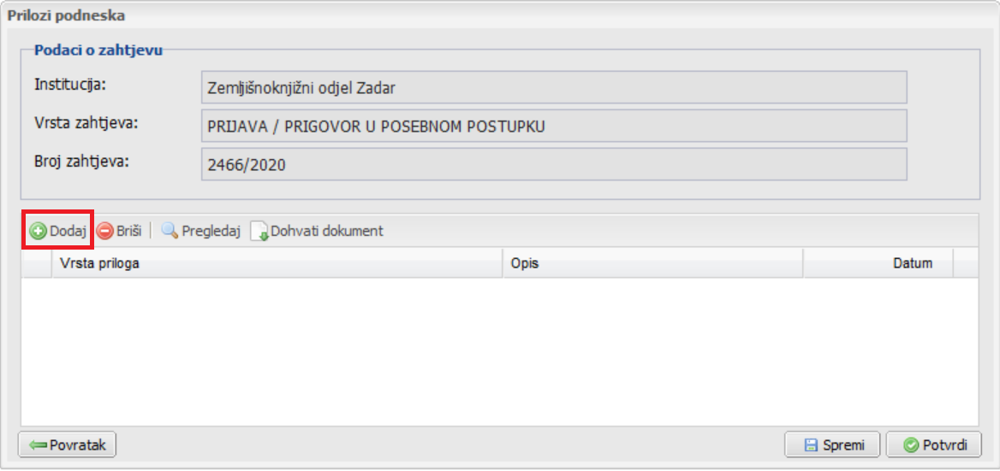 Prilozi podneska
Podaci o zahtjevu
Institucija: Zemljišnoknjižni odjel Zadar
Vrsta zahtjeva: PRIJAVA / PRIGOVOR U POSEBNOM POSTUPKU
Broj zahtjeva: 2466/2020
Dodaj Briši Pregledaj Dohvati dokument
Vrsta priloga Opis Datum
Povratak Spremi Potvrdi